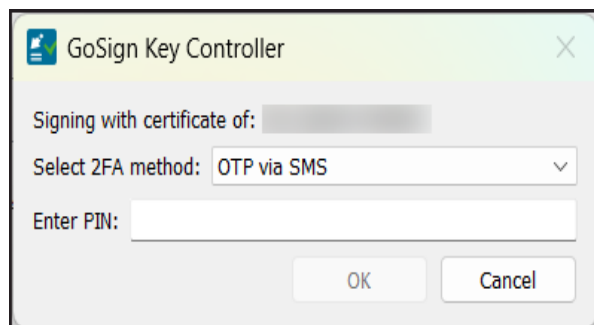 GoSign Key Controller
Signing with certificate of:
Select 2FA method: OTP via SMS
Enter PIN:
OK Cancel